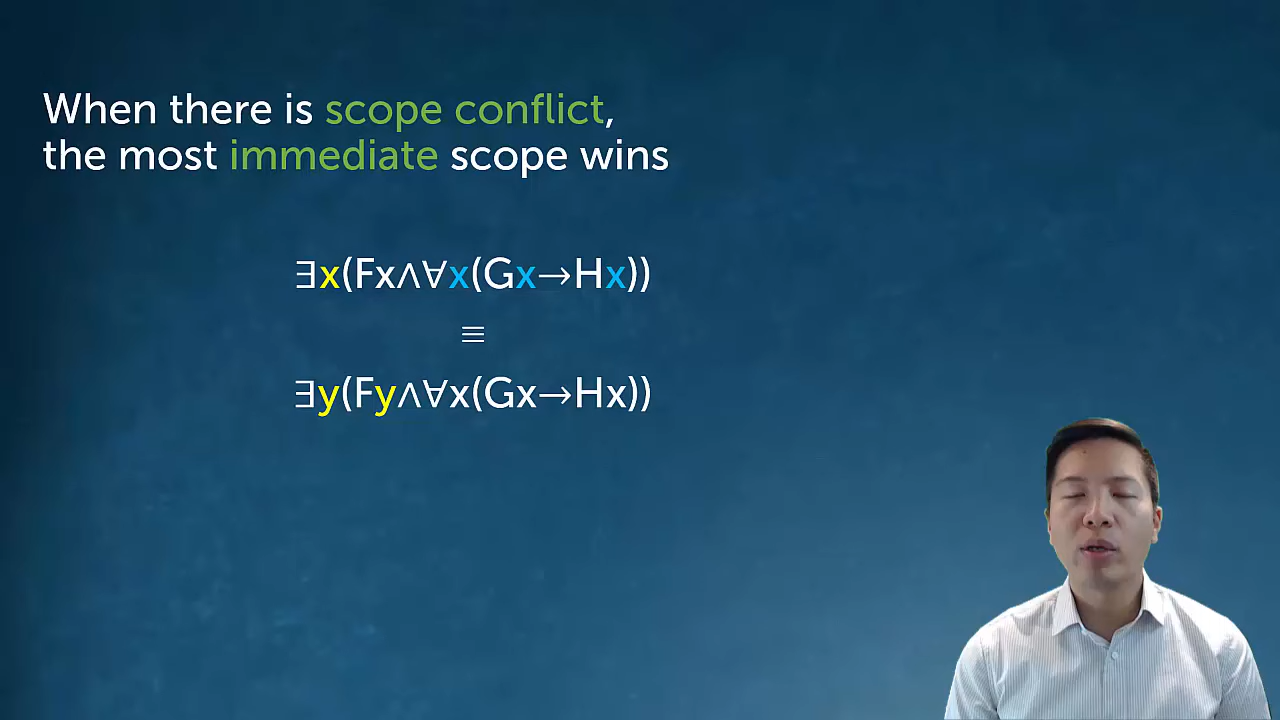 When there is scope conflict,
the most immediate scope wins
∃x(Fx∧∀x(Gx→Hx))
≡
∃y(Fy∧∀x(Gx→Hx))